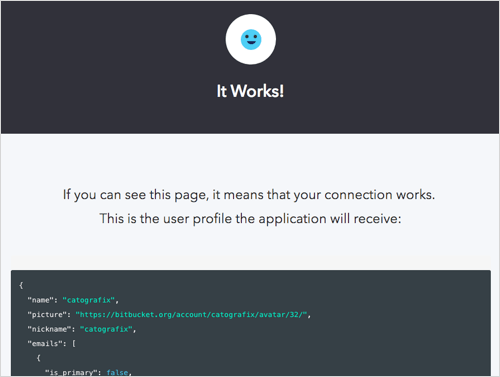 It Works!
If you can see this page, it means that your connection works.
This is the user profile the application will receive:
{
"name": "catografix",
"picture": "https://bitbucket.org/account/catografix/avatar/32/",
"nickname": "catografix",
"emails": [
{
"is_primary": false,